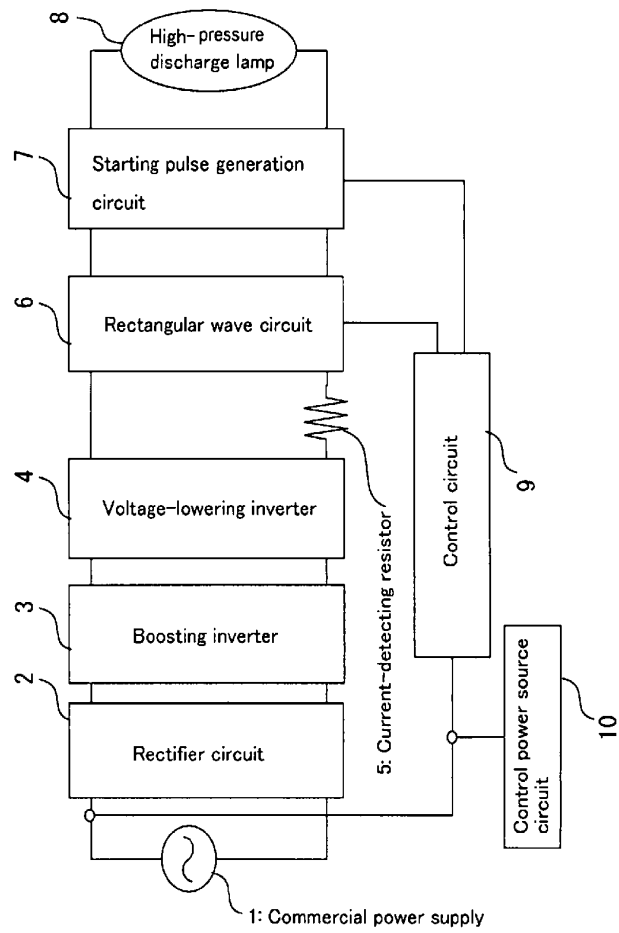 8
High-pressure
discharge lamp
7
Starting pulse generation
circuit
6
Rectangular wave circuit
4
Voltage-lowering inverter
3
Boosting inverter
2
Rectifier circuit
1: Commercial power supply
5: Current-detecting resistor
Control circuit
9
Control power source
circuit
10